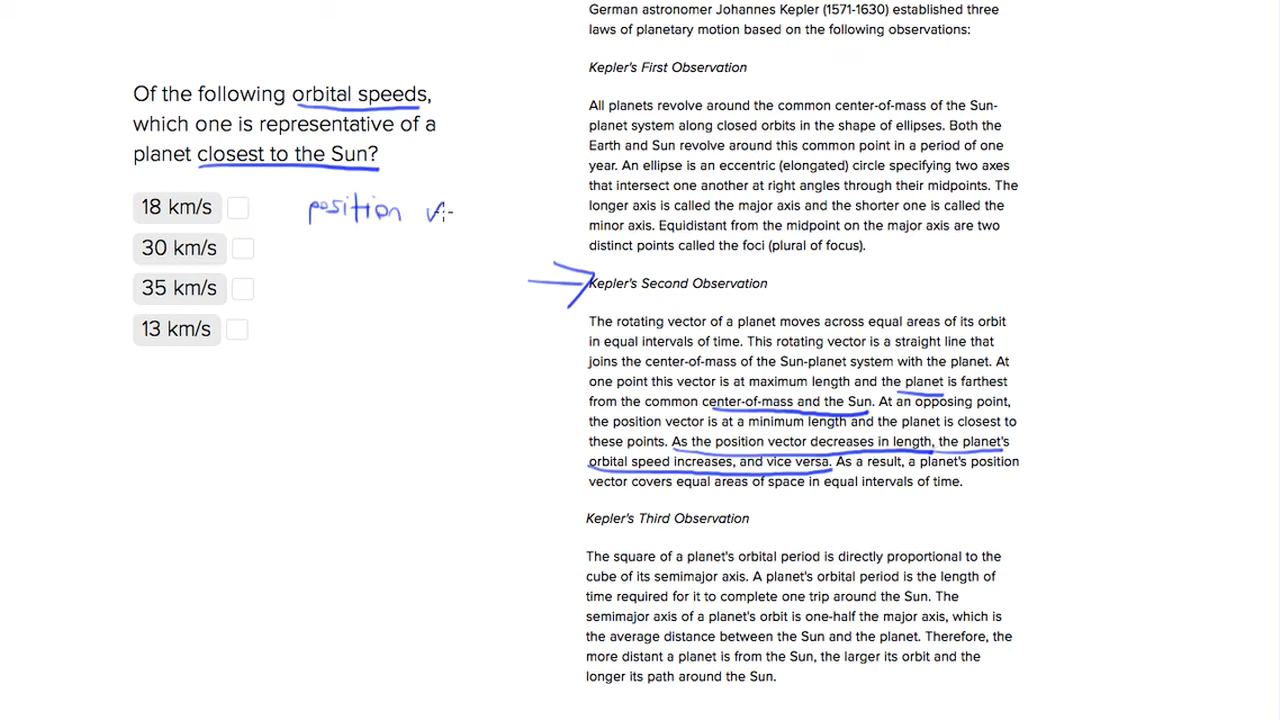 Of the following orbital speeds,
which one is representative of a
planet closest to the Sun?
18 km/s
30 km/s
35 km/s
13 km/s
position
German astronomer Johannes Kepler (1571-1630) established three
laws of planetary motion based on the following observations:
Kepler's First Observation
All planets revolve around the common center-of-mass of the Sun-
planet system along closed orbits in the shape of ellipses. Both the
Earth and Sun revolve around this common point in a period of one
year. An ellipse is an eccentric (elongated) circle specifying two axes
that intersect one another at right angles through their midpoints. The
longer axis is called the major axis and the shorter one is called the
minor axis. Equidistant from the midpoint on the major axis are two
distinct points called the foci (plural of focus).
Kepler's Second Observation
The rotating vector of a planet moves across equal areas of its orbit
in equal intervals of time. This rotating vector is a straight line that
joins the center-of-mass of the Sun-planet system with the planet. At
one point this vector is at maximum length and the planet is farthest
from the common center-of-mass and the Sun. At an opposing point,
the position vector is at a minimum length and the planet is closest to
these points. As the position vector decreases in length, the planet's
orbital speed increases, and vice versa. As a result, a planet's position
vector covers equal areas of space in equal intervals of time.
Kepler's Third Observation
The square of a planet's orbital period is directly proportional to the
cube of its semimajor axis. A planet's orbital period is the length of
time required for it to complete one trip around the Sun. The
semimajor axis of a planet's orbit is one-half the major axis, which is
the average distance between the Sun and the planet. Therefore, the
more distant a planet is from the Sun, the larger its orbit and the
longer its path around the Sun.